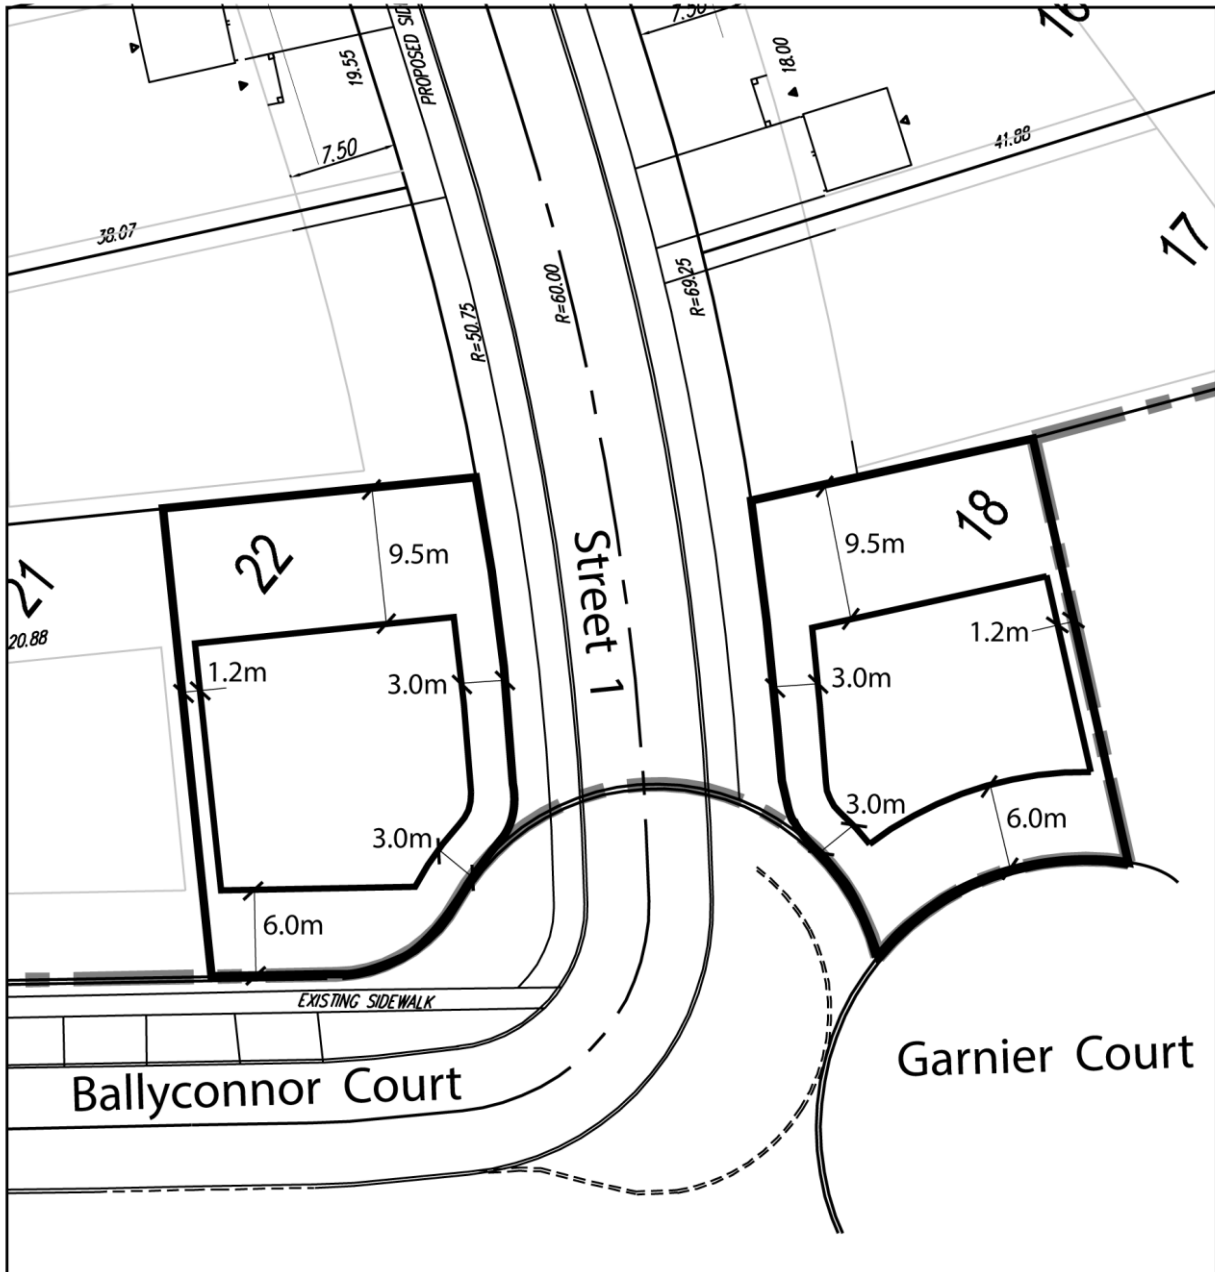 7.50
16
PROPOSED SID
19.55
18.00
7.50
41.88
38.07
17
R=60.00
R=69.25
R=50.75
18
22
9.5m
9.5m
Street 1
21
20.88
1.2m
1.2m
3.0m
3.0m
3.0m
3.0m
6.0m
6.0m
EXISTING SIDEWALK
Garnier Court
Ballyconnor Court